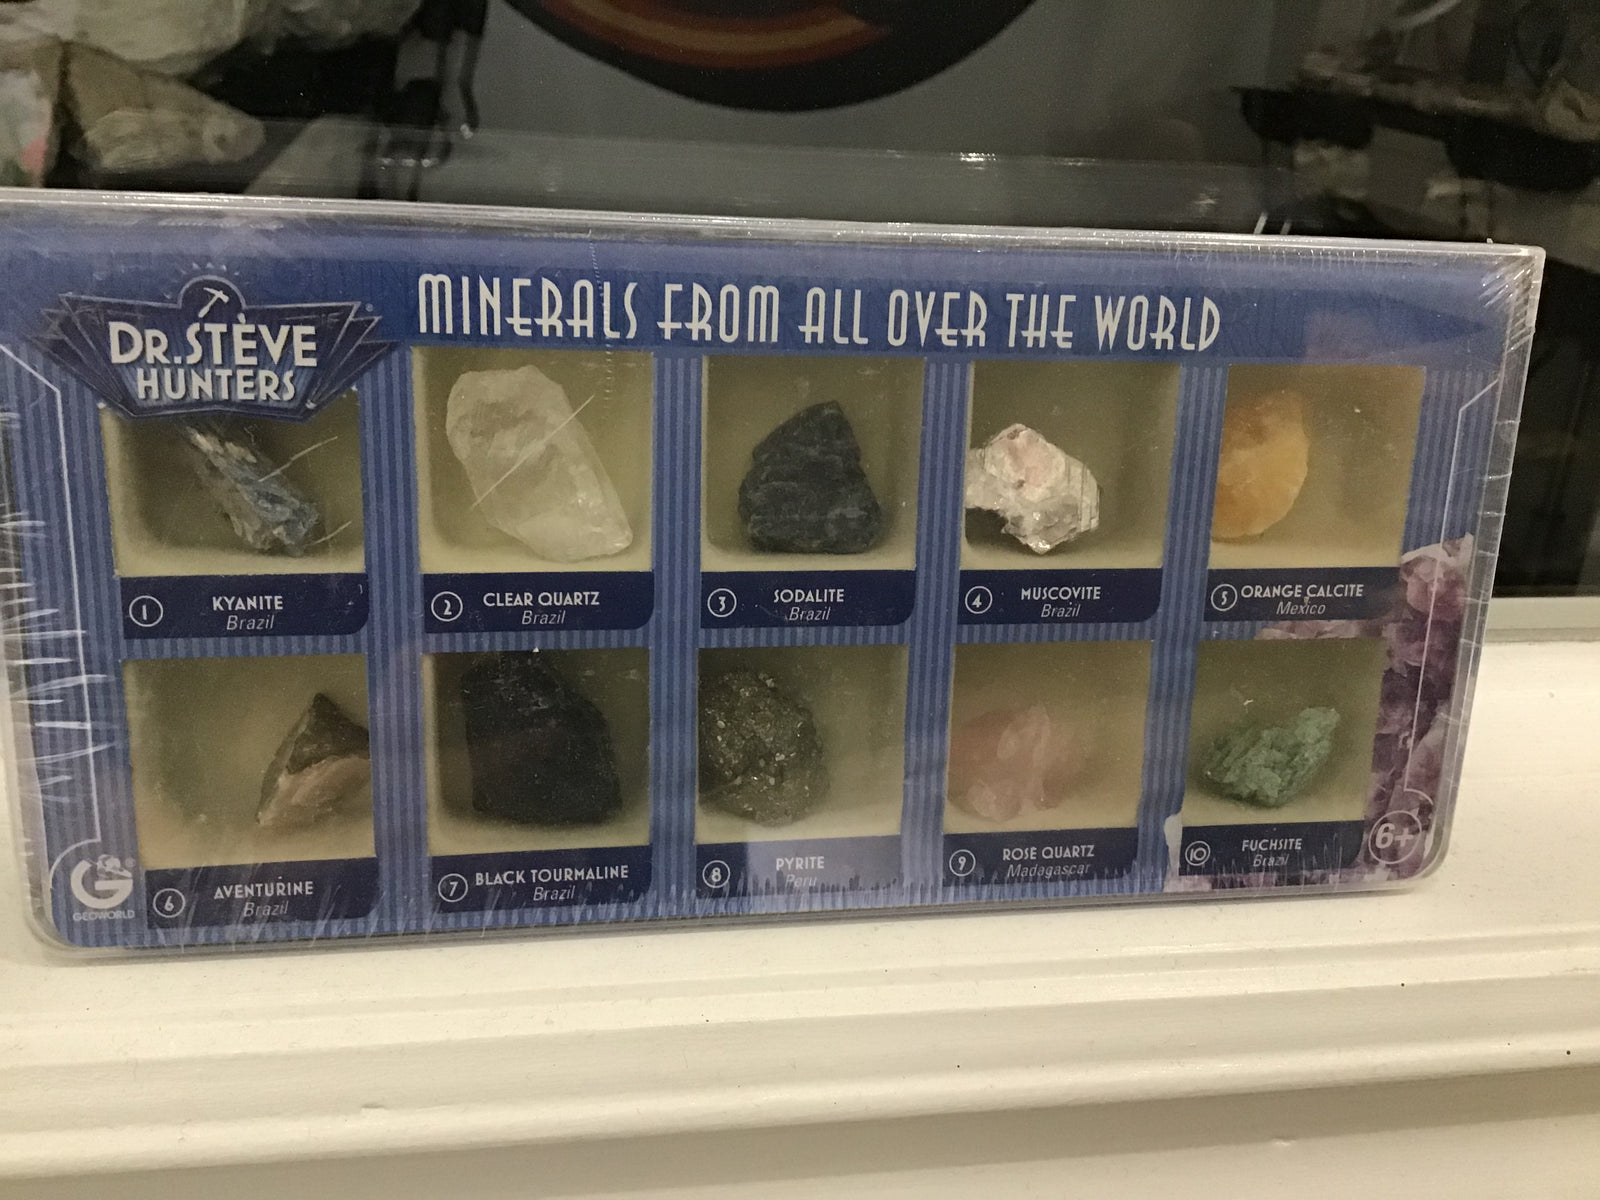 DR. STÈVE
HUNTERS
MINERALS FROM ALL OVER THE WORLD
1 KYANITE
Brazil
2 CLEAR QUARTZ
Brazil
3 SODALITE
Brazil
4 MUSCOVITE
Brazil
5 ORANGE CALCITE
Mexico
6 AVENTURINE
Brazil
7 BLACK TOURMALINE
Brazil
8 PYRITE
Peru
9 ROSE QUARTZ
Madagascar
10 FUCHSITE
Brazil
G
GEOWORLD
6+